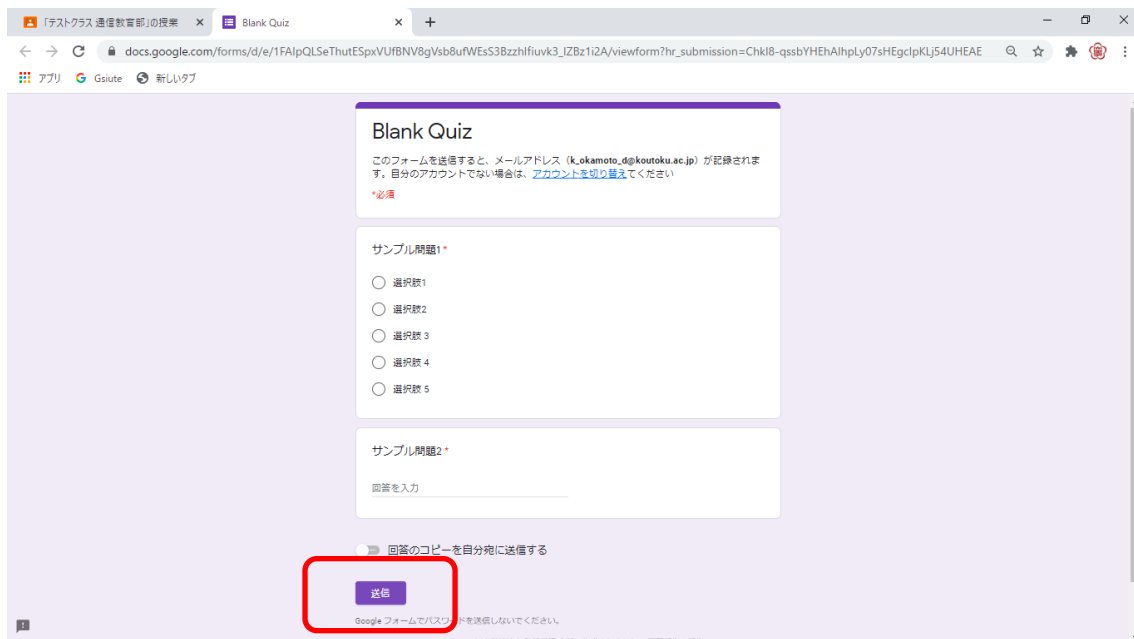 「テストクラス 通信教育部」の授業
Blank Quiz
docs.google.com/forms/d/e/1FAIpQLSeThutESpxVUfBNV8gVsb8ufWEsS3Bzzhlfiuvk3_IZBz1i2A/viewform?hr_submission=ChkI8-qssbYHEhAIhpLy07sHEgcIpKLj54UHEAE
アプリ
Gsiute
新しいタブ
Blank Quiz
このフォームを送信すると、メールアドレス（k_okamoto_d@koutoku.ac.jp）が記録されま
す。自分のアカウントでない場合は、アカウントを切り替えてください
*必須
サンプル問題1 *
選択肢1
選択肢2
選択肢 3
選択肢 4
選択肢 5
サンプル問題2 *
回答を入力
回答のコピーを自分宛に送信する
送信
Google フォームでパスワードを送信しないでください。